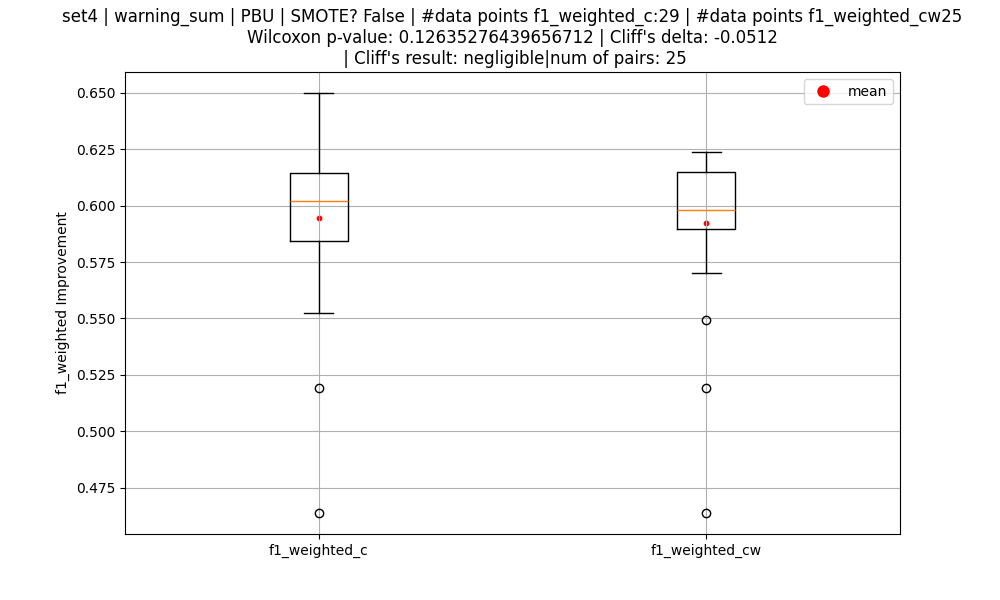 set4 | warning_sum | PBU | SMOTE? False | #data points f1_weighted_c:29 | #data points f1_weighted_cw25
Wilcoxon p-value: 0.12635276439656712 | Cliff's delta: -0.0512
| Cliff's result: negligible|num of pairs: 25
mean
f1_weighted Improvement
0.650
0.625
0.600
0.575
0.550
0.525
0.500
0.475
f1_weighted_c
f1_weighted_cw